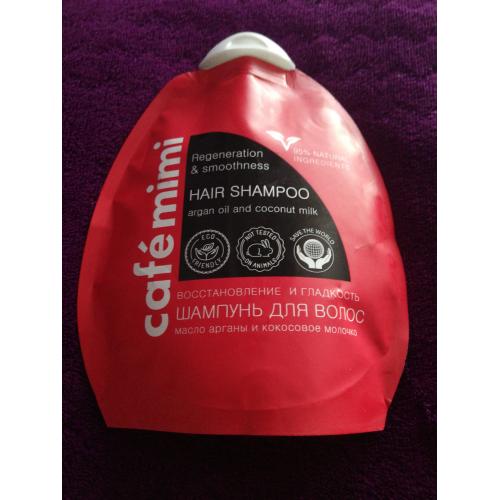 café mimi
Regeneration
& smoothness
95% NATURAL
INGREDIENTS
HAIR SHAMPOO
argan oil and coconut milk
ECO
FRIENDLY
NOT TESTED
ON ANIMALS
SAVE THE WORLD
ВОССТАНОВЛЕНИЕ И ГЛАДКОСТЬ
ШАМПУНЬ ДЛЯ ВОЛОС
масло арганы и кокосовое молочко